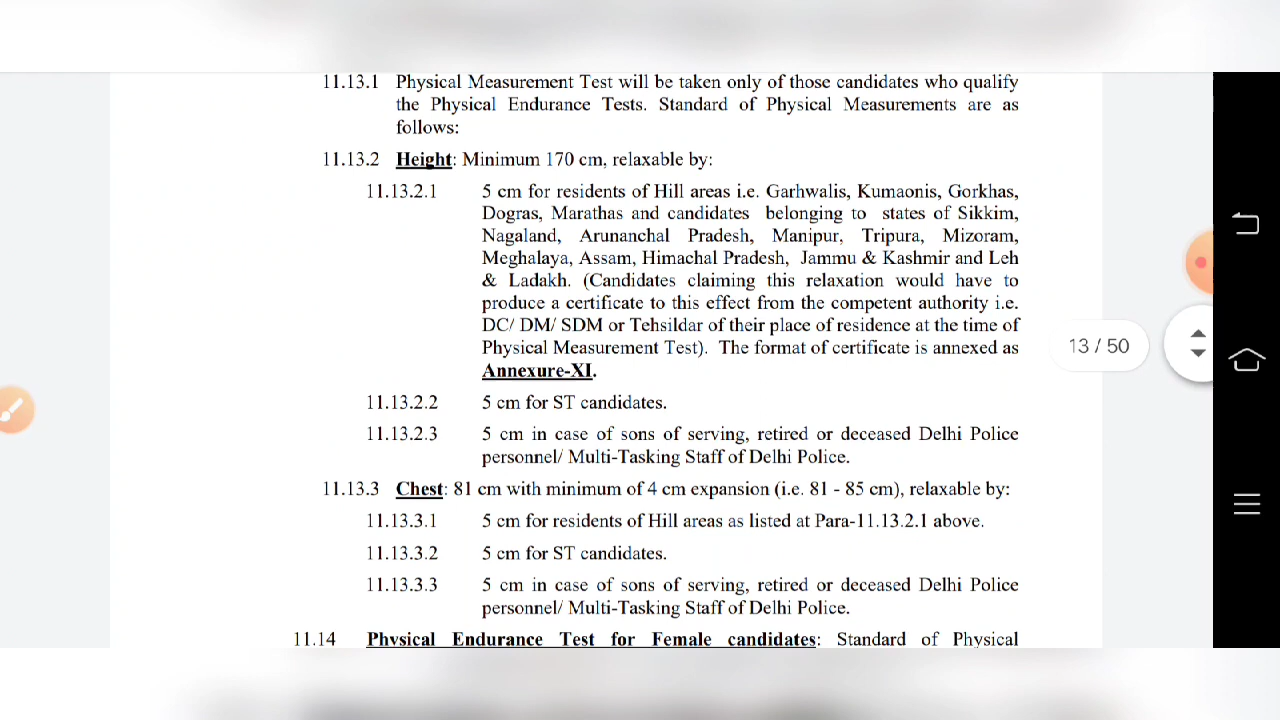 11.13.1 Physical Measurement Test will be taken only of those candidates who qualify
the Physical Endurance Tests. Standard of Physical Measurements are as
follows:
11.13.2 Height: Minimum 170 cm, relaxable by:
11.13.2.1 5 cm for residents of Hill areas i.e. Garhwalis, Kumaonis, Gorkhas,
Dogras, Marathas and candidates belonging to states of Sikkim,
Nagaland, Arunanchal Pradesh, Manipur, Tripura, Mizoram,
Meghalaya, Assam, Himachal Pradesh, Jammu & Kashmir and Leh
& Ladakh. (Candidates claiming this relaxation would have to
produce a certificate to this effect from the competent authority i.e.
DC/ DM/ SDM or Tehsildar of their place of residence at the time of
Physical Measurement Test). The format of certificate is annexed as
Annexure-XI.
11.13.2.2 5 cm for ST candidates.
11.13.2.3 5 cm in case of sons of serving, retired or deceased Delhi Police
personnel/ Multi-Tasking Staff of Delhi Police.
11.13.3 Chest: 81 cm with minimum of 4 cm expansion (i.e. 81 - 85 cm), relaxable by:
11.13.3.1 5 cm for residents of Hill areas as listed at Para-11.13.2.1 above.
11.13.3.2 5 cm for ST candidates.
11.13.3.3 5 cm in case of sons of serving, retired or deceased Delhi Police
personnel/ Multi-Tasking Staff of Delhi Police.
11.14 Physical Endurance Test for Female candidates: Standard of Physical
13 / 50